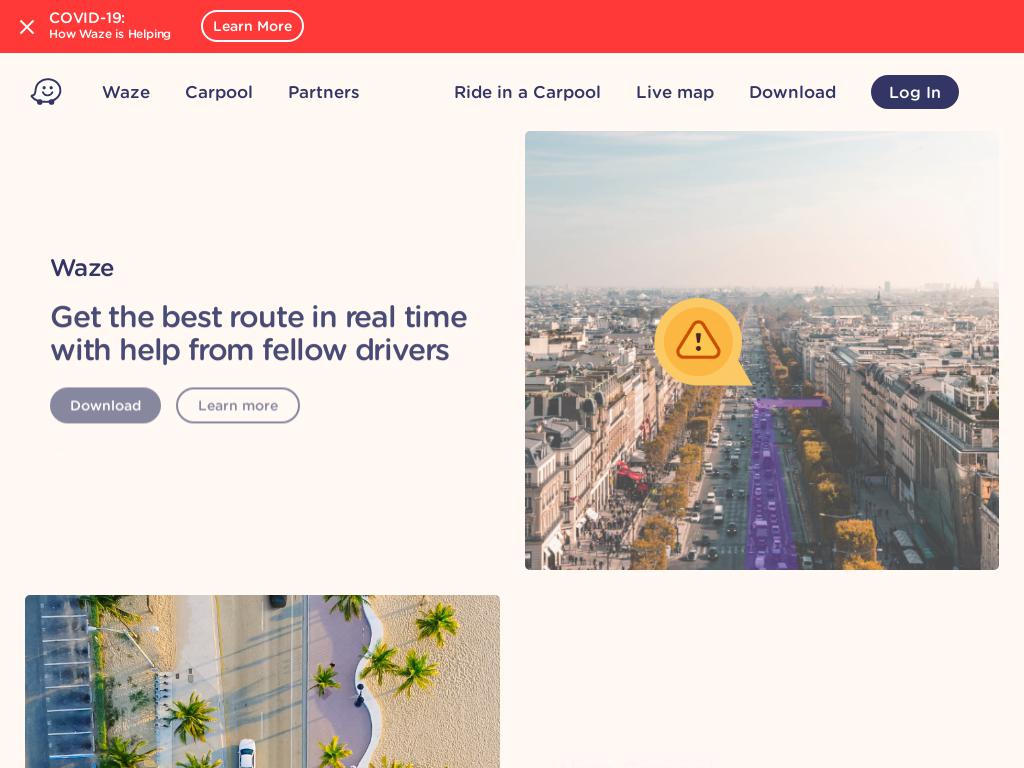 COVID-19:
How Waze is Helping
Learn More
Waze
Carpool
Partners
Ride in a Carpool
Live map
Download
Log In
Waze
Get the best route in real time
with help from fellow drivers
Download
Learn more